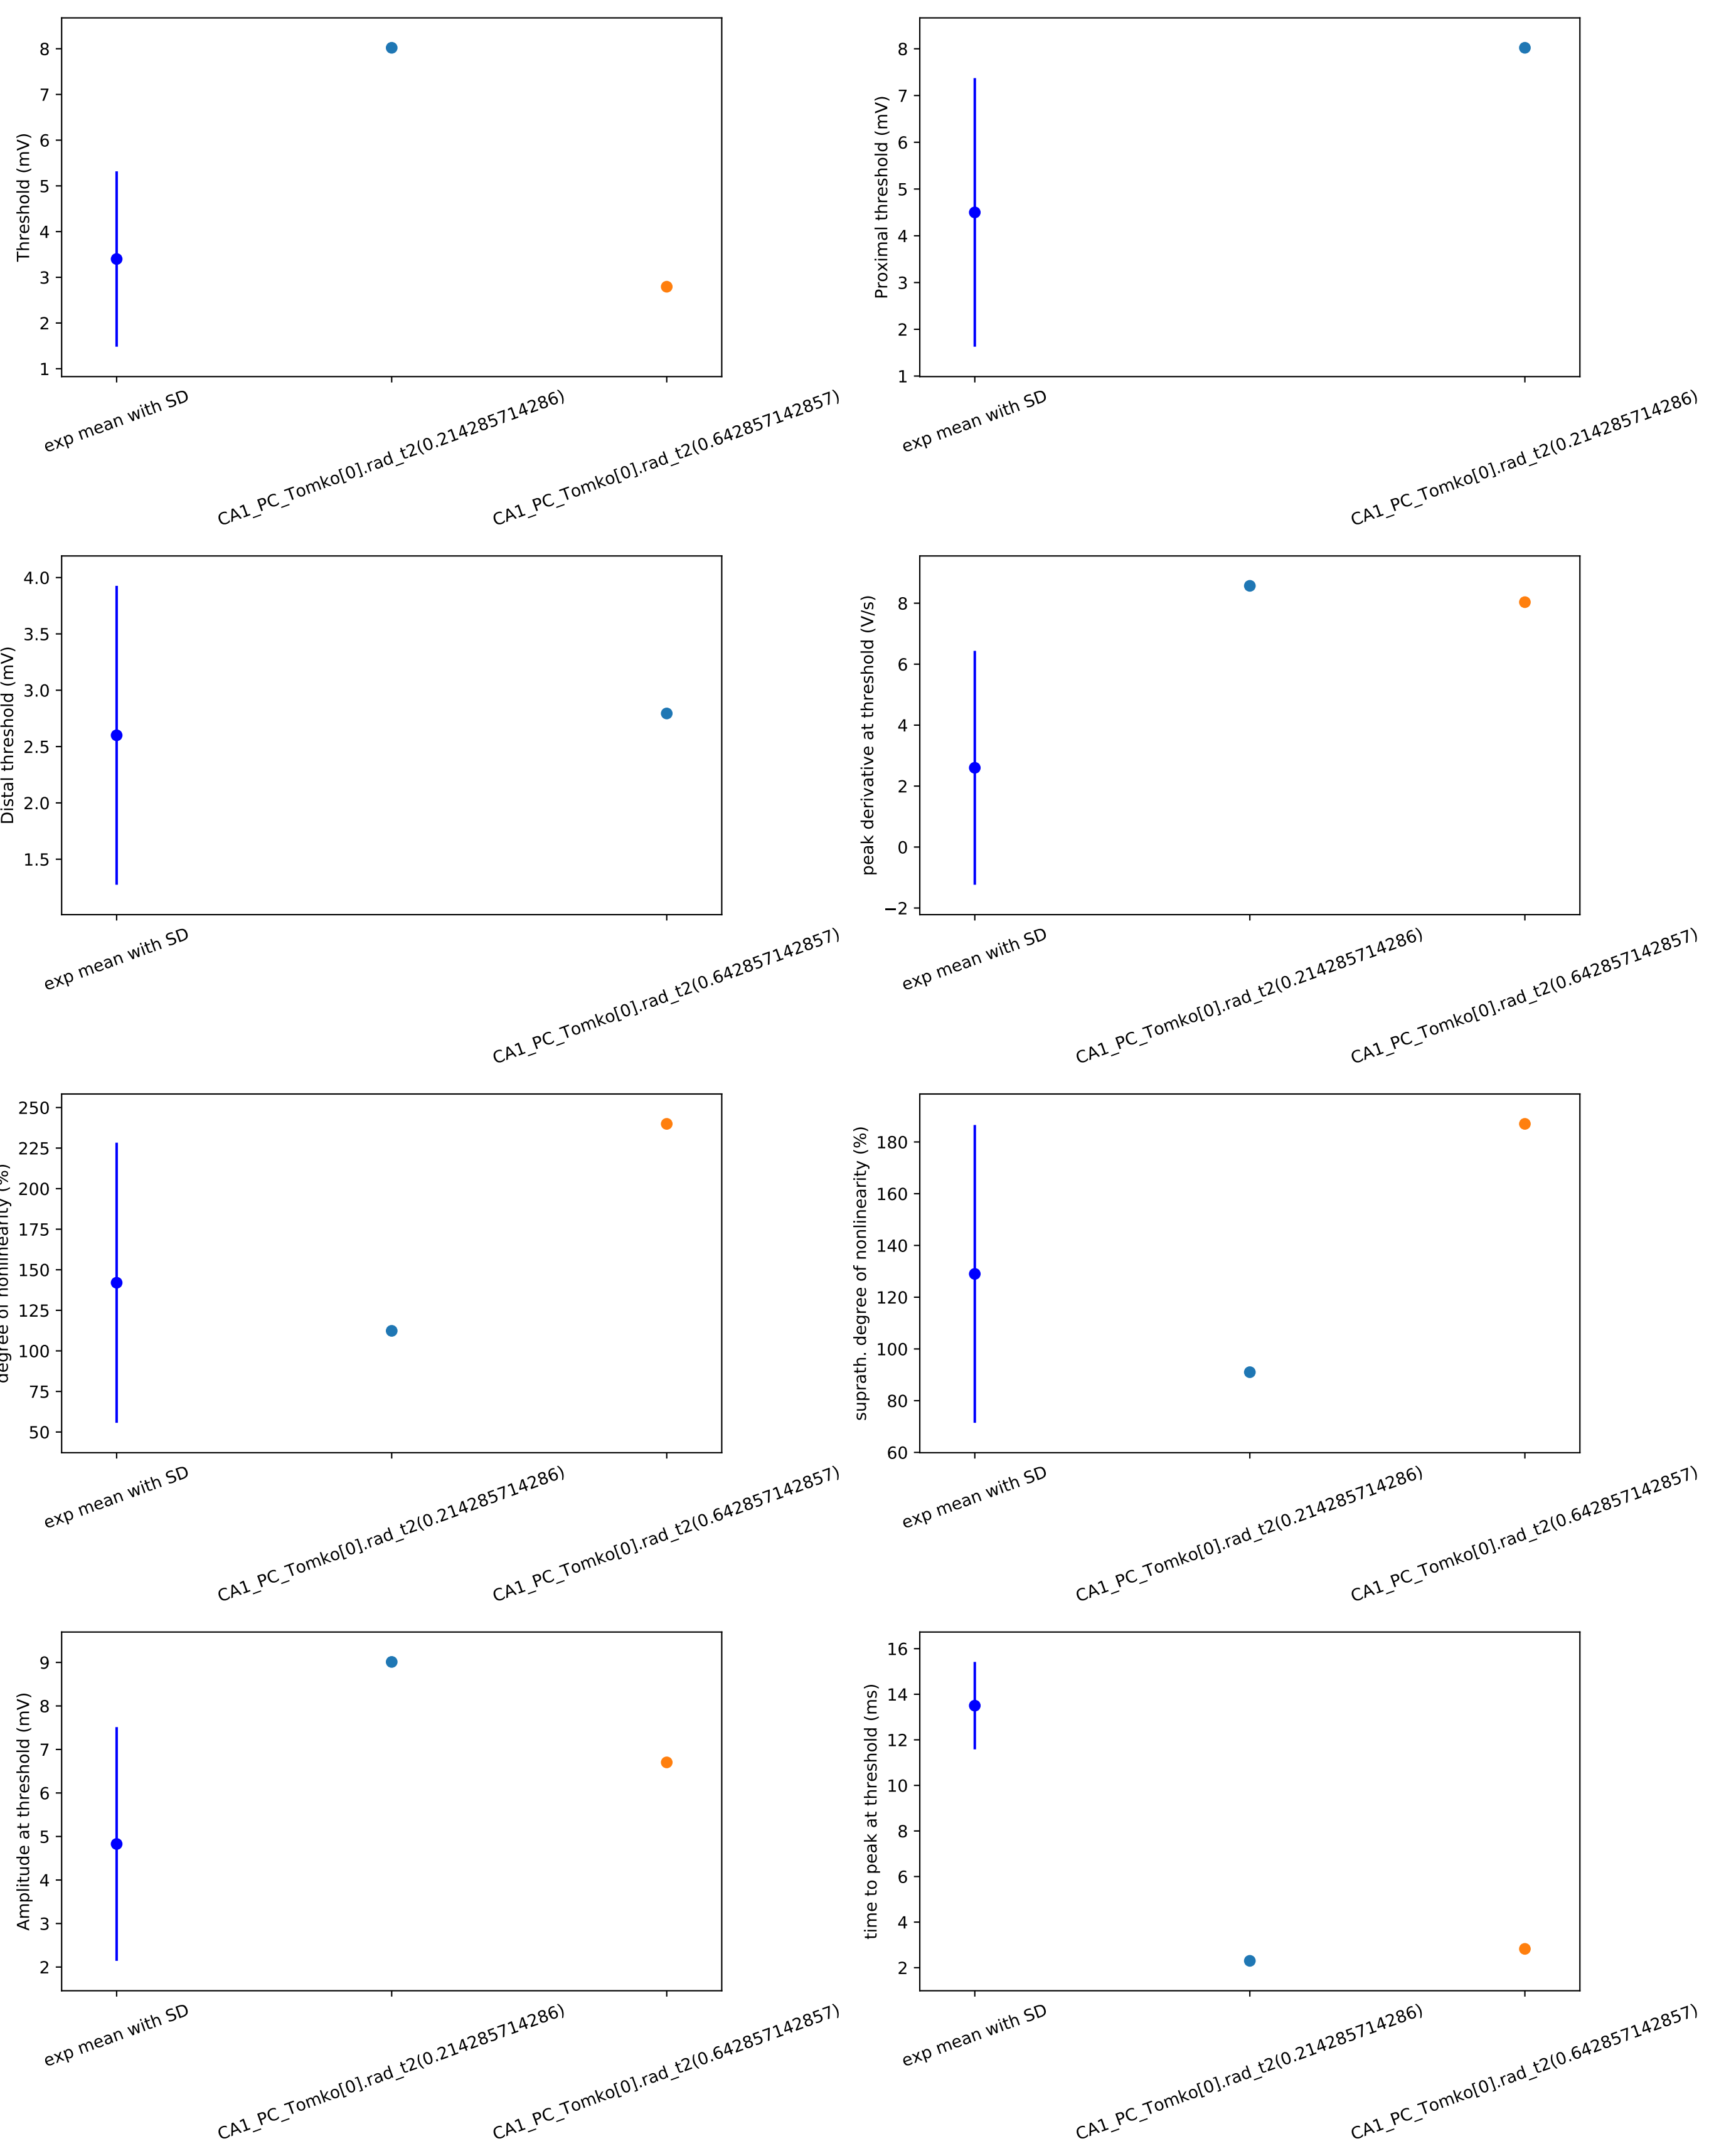 Threshold (mV)
8
7
6
5
4
3
2
1
exp mean with SD
CA1_PC_Tomko[0].rad_t2(0.214285714286)
CA1_PC_Tomko[0].rad_t2(0.642857142857)
Proximal threshold (mV)
8
7
6
5
4
3
2
1
exp mean with SD
CA1_PC_Tomko[0].rad_t2(0.214285714286)
Distal threshold (mV)
4.0
3.5
3.0
2.5
2.0
1.5
exp mean with SD
CA1_PC_Tomko[0].rad_t2(0.642857142857)
peak derivative at threshold (V/s)
8
6
4
2
0
−2
exp mean with SD
CA1_PC_Tomko[0].rad_t2(0.214285714286)
CA1_PC_Tomko[0].rad_t2(0.642857142857)
degree of nonlinearity (%)
250
225
200
175
150
125
100
75
50
exp mean with SD
CA1_PC_Tomko[0].rad_t2(0.214285714286)
CA1_PC_Tomko[0].rad_t2(0.642857142857)
suprath. degree of nonlinearity (%)
180
160
140
120
100
80
60
exp mean with SD
CA1_PC_Tomko[0].rad_t2(0.214285714286)
CA1_PC_Tomko[0].rad_t2(0.642857142857)
Amplitude at threshold (mV)
9
8
7
6
5
4
3
2
exp mean with SD
CA1_PC_Tomko[0].rad_t2(0.214285714286)
CA1_PC_Tomko[0].rad_t2(0.642857142857)
time to peak at threshold (ms)
16
14
12
10
8
6
4
2
exp mean with SD
CA1_PC_Tomko[0].rad_t2(0.214285714286)
CA1_PC_Tomko[0].rad_t2(0.642857142857)